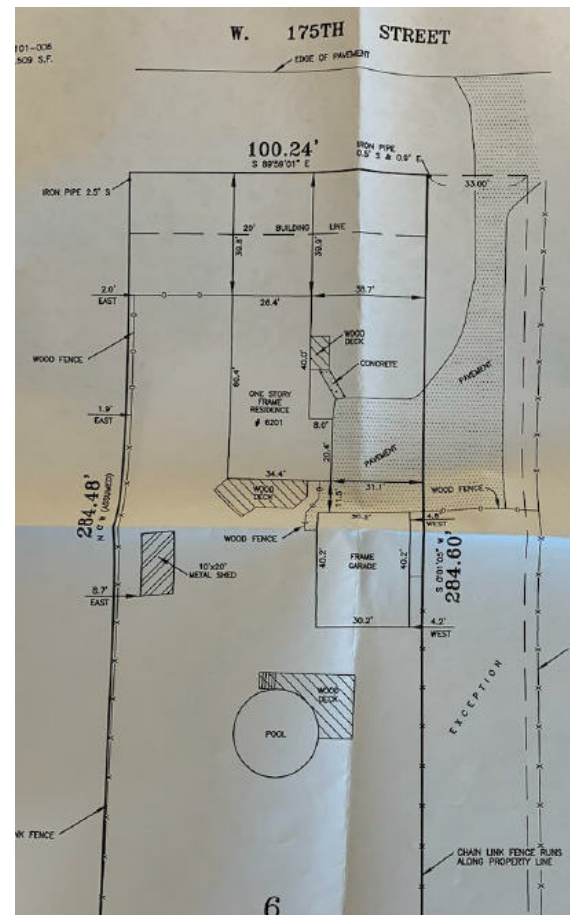 W. 175TH STREET
101-006
509 S.F.
EDGE OF PAVEMENT
100.24'
S 89°59'01" E
IRON PIPE
0.5' S & 0.9' E
IRON PIPE 2.5' S
33.00'
20' BUILDING LINE
39.8'
39.9'
2.0'
EAST
26.4'
38.7'
WOOD FENCE
WOOD
DECK
40.0'
CONCRETE
60.4'
PAVEMENT
ONE STORY
FRAME
RESIDENCE
# 6201
1.9'
EAST
8.0'
20.4'
PAVEMENT
34.4'
31.1'
WOOD
DECK
11.5'
WOOD FENCE
284.48'
N 0° (ASSUMED)
30.2'
WEST
WOOD FENCE
40.2'
FRAME
GARAGE
40.2'
S 0°01'05" W
284.60'
10'x20'
METAL SHED
8.7'
EAST
30.2'
4.2'
WEST
WOOD
DECK
POOL
EXCEPTION
NK FENCE
CHAIN LINK FENCE RUNS
ALONG PROPERTY LINE
6